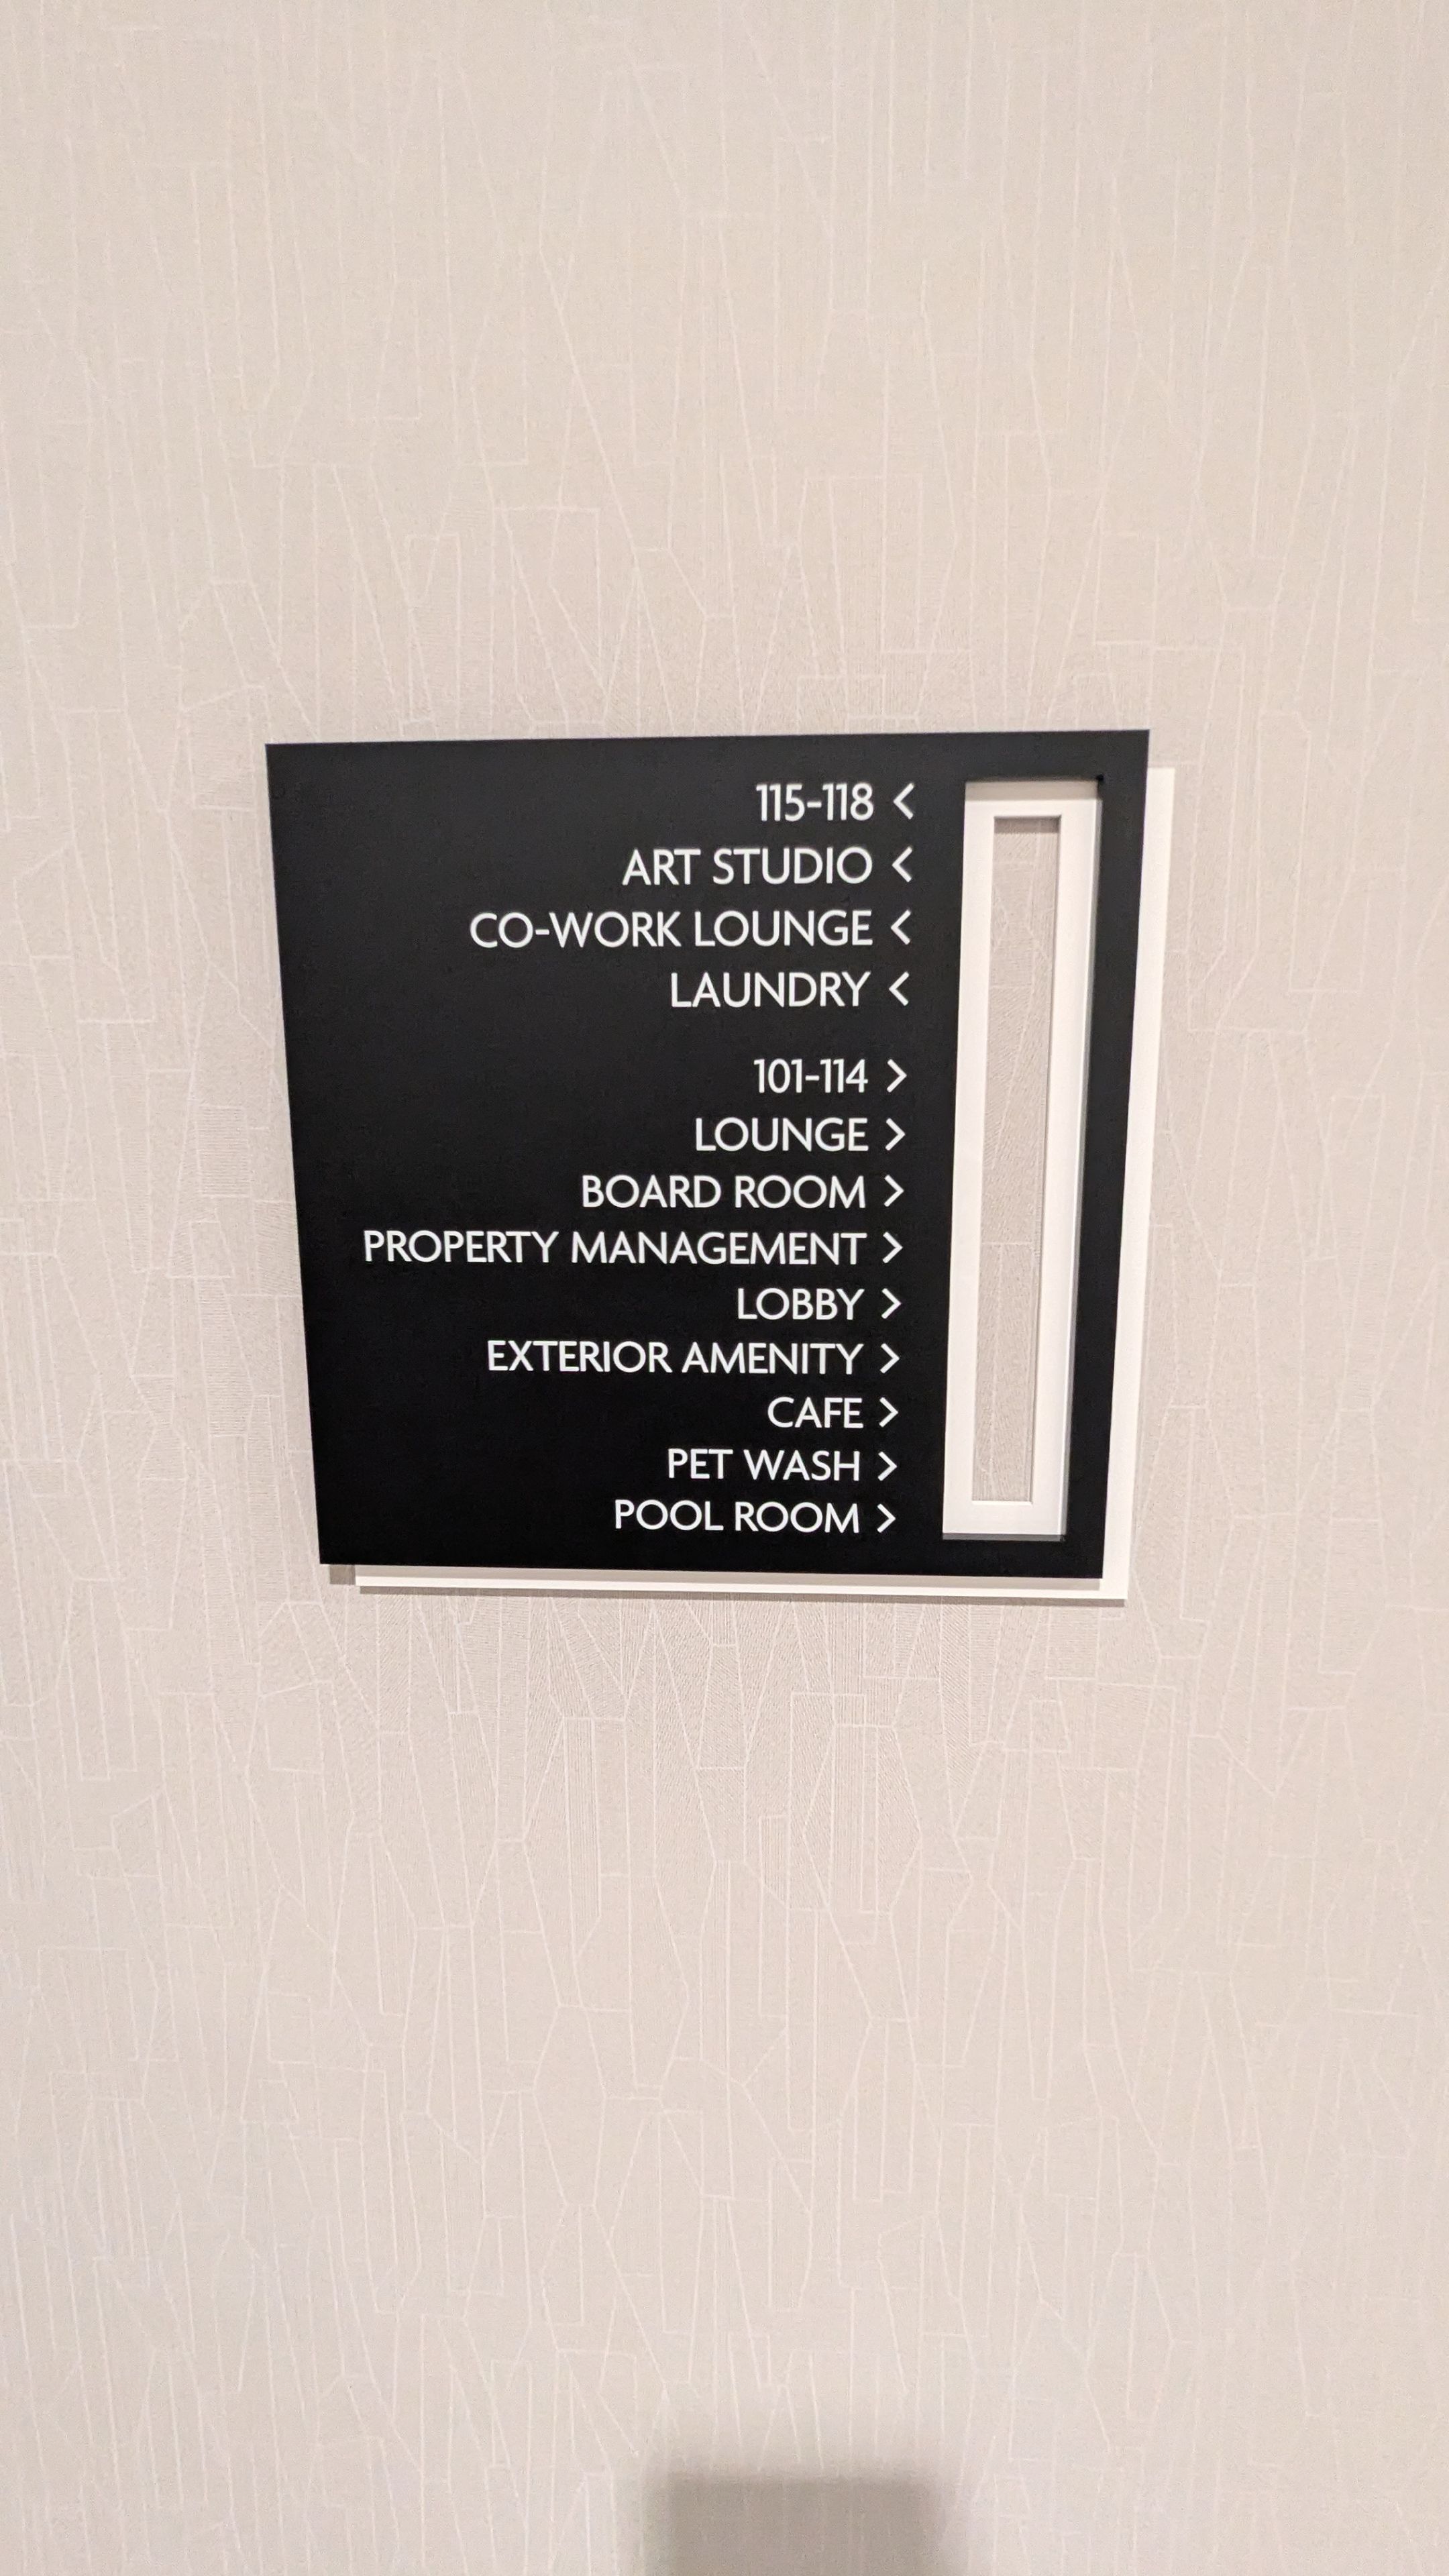 115-118 <
ART STUDIO <
CO-WORK LOUNGE <
LAUNDRY <
101-114 >
LOUNGE >
BOARD ROOM >
PROPERTY MANAGEMENT >
LOBBY >
EXTERIOR AMENITY >
CAFE >
PET WASH >
POOL ROOM >